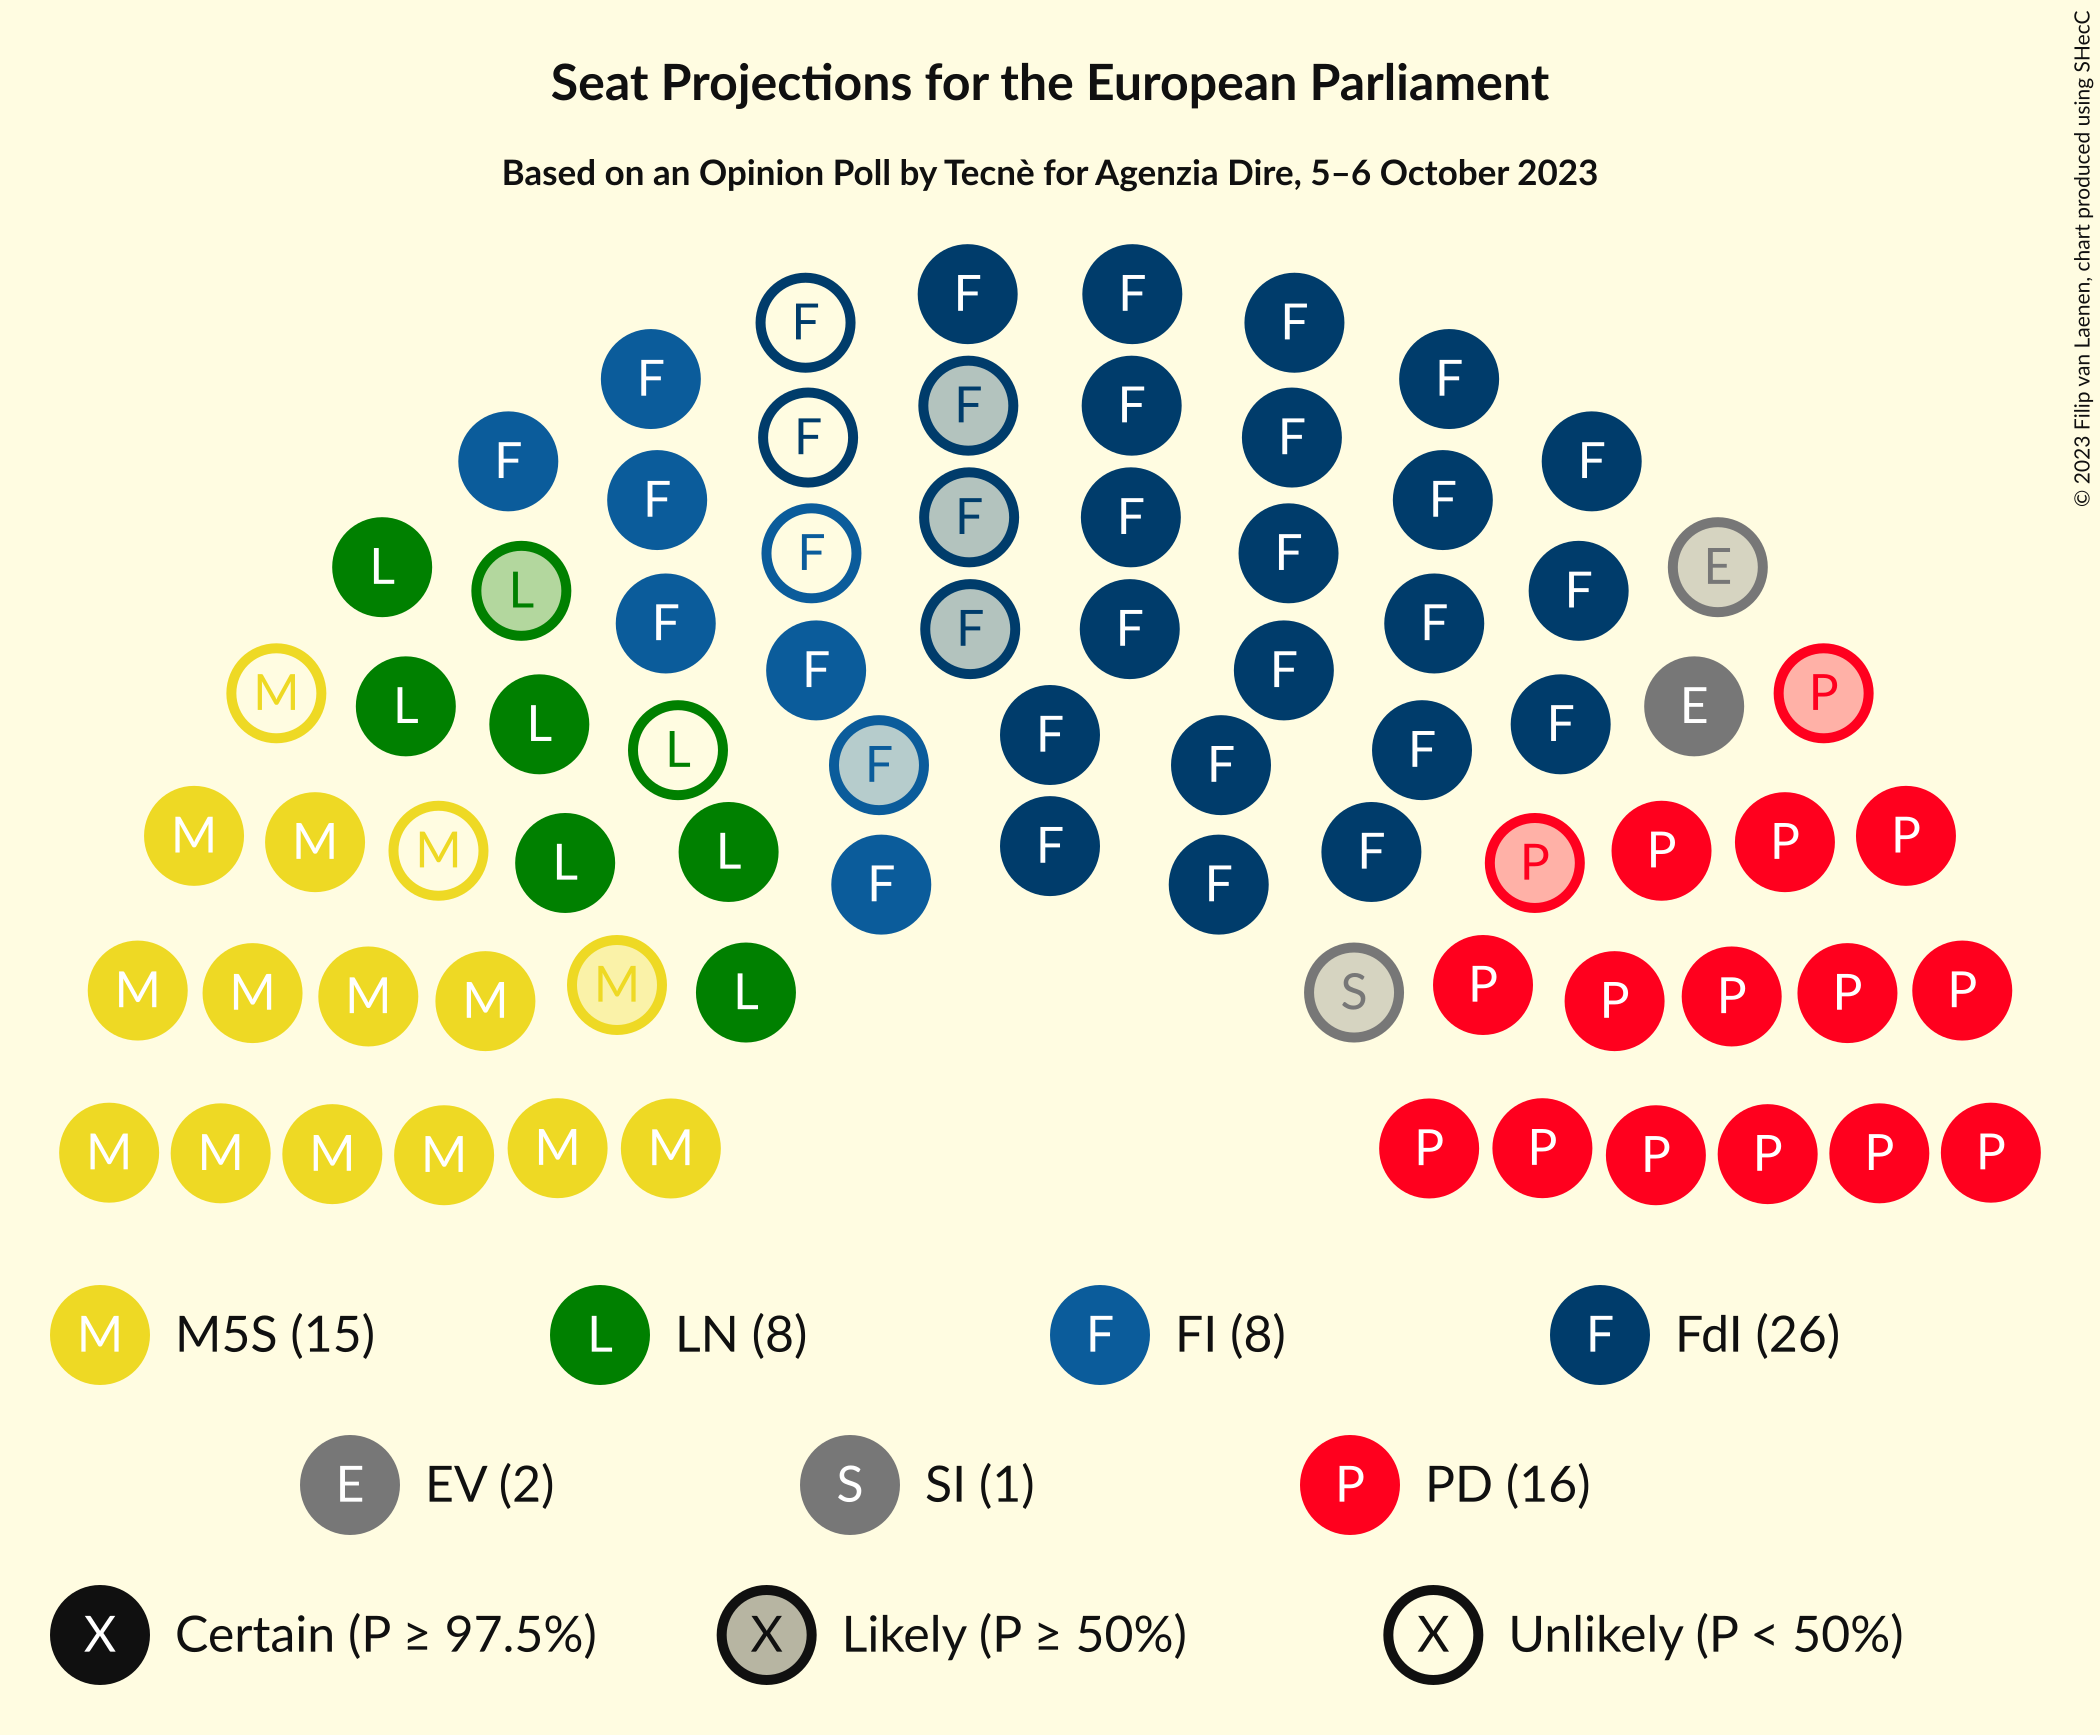 Seat Projections for the European Parliament
Based on an Opinion Poll by Tecnè for Agenzia Dire, 5–6 October 2023
© 2023 Filip van Laenen, chart produced using SHecC
F F F F
F F
F F F F
F F
F F F F
L F F E
L F F F F F F
F F F F
M L L F F F F F E P
L F F F F
M M M L L F F F F P P P P
M M M M M L S P P P P P
M M M M M M P P P P P P
M M5S (15) L LN (8) F FI (8) F FdI (26)
E EV (2) S SI (1) P PD (16)
X Certain (P ≥ 97.5%) X Likely (P ≥ 50%) X Unlikely (P < 50%)